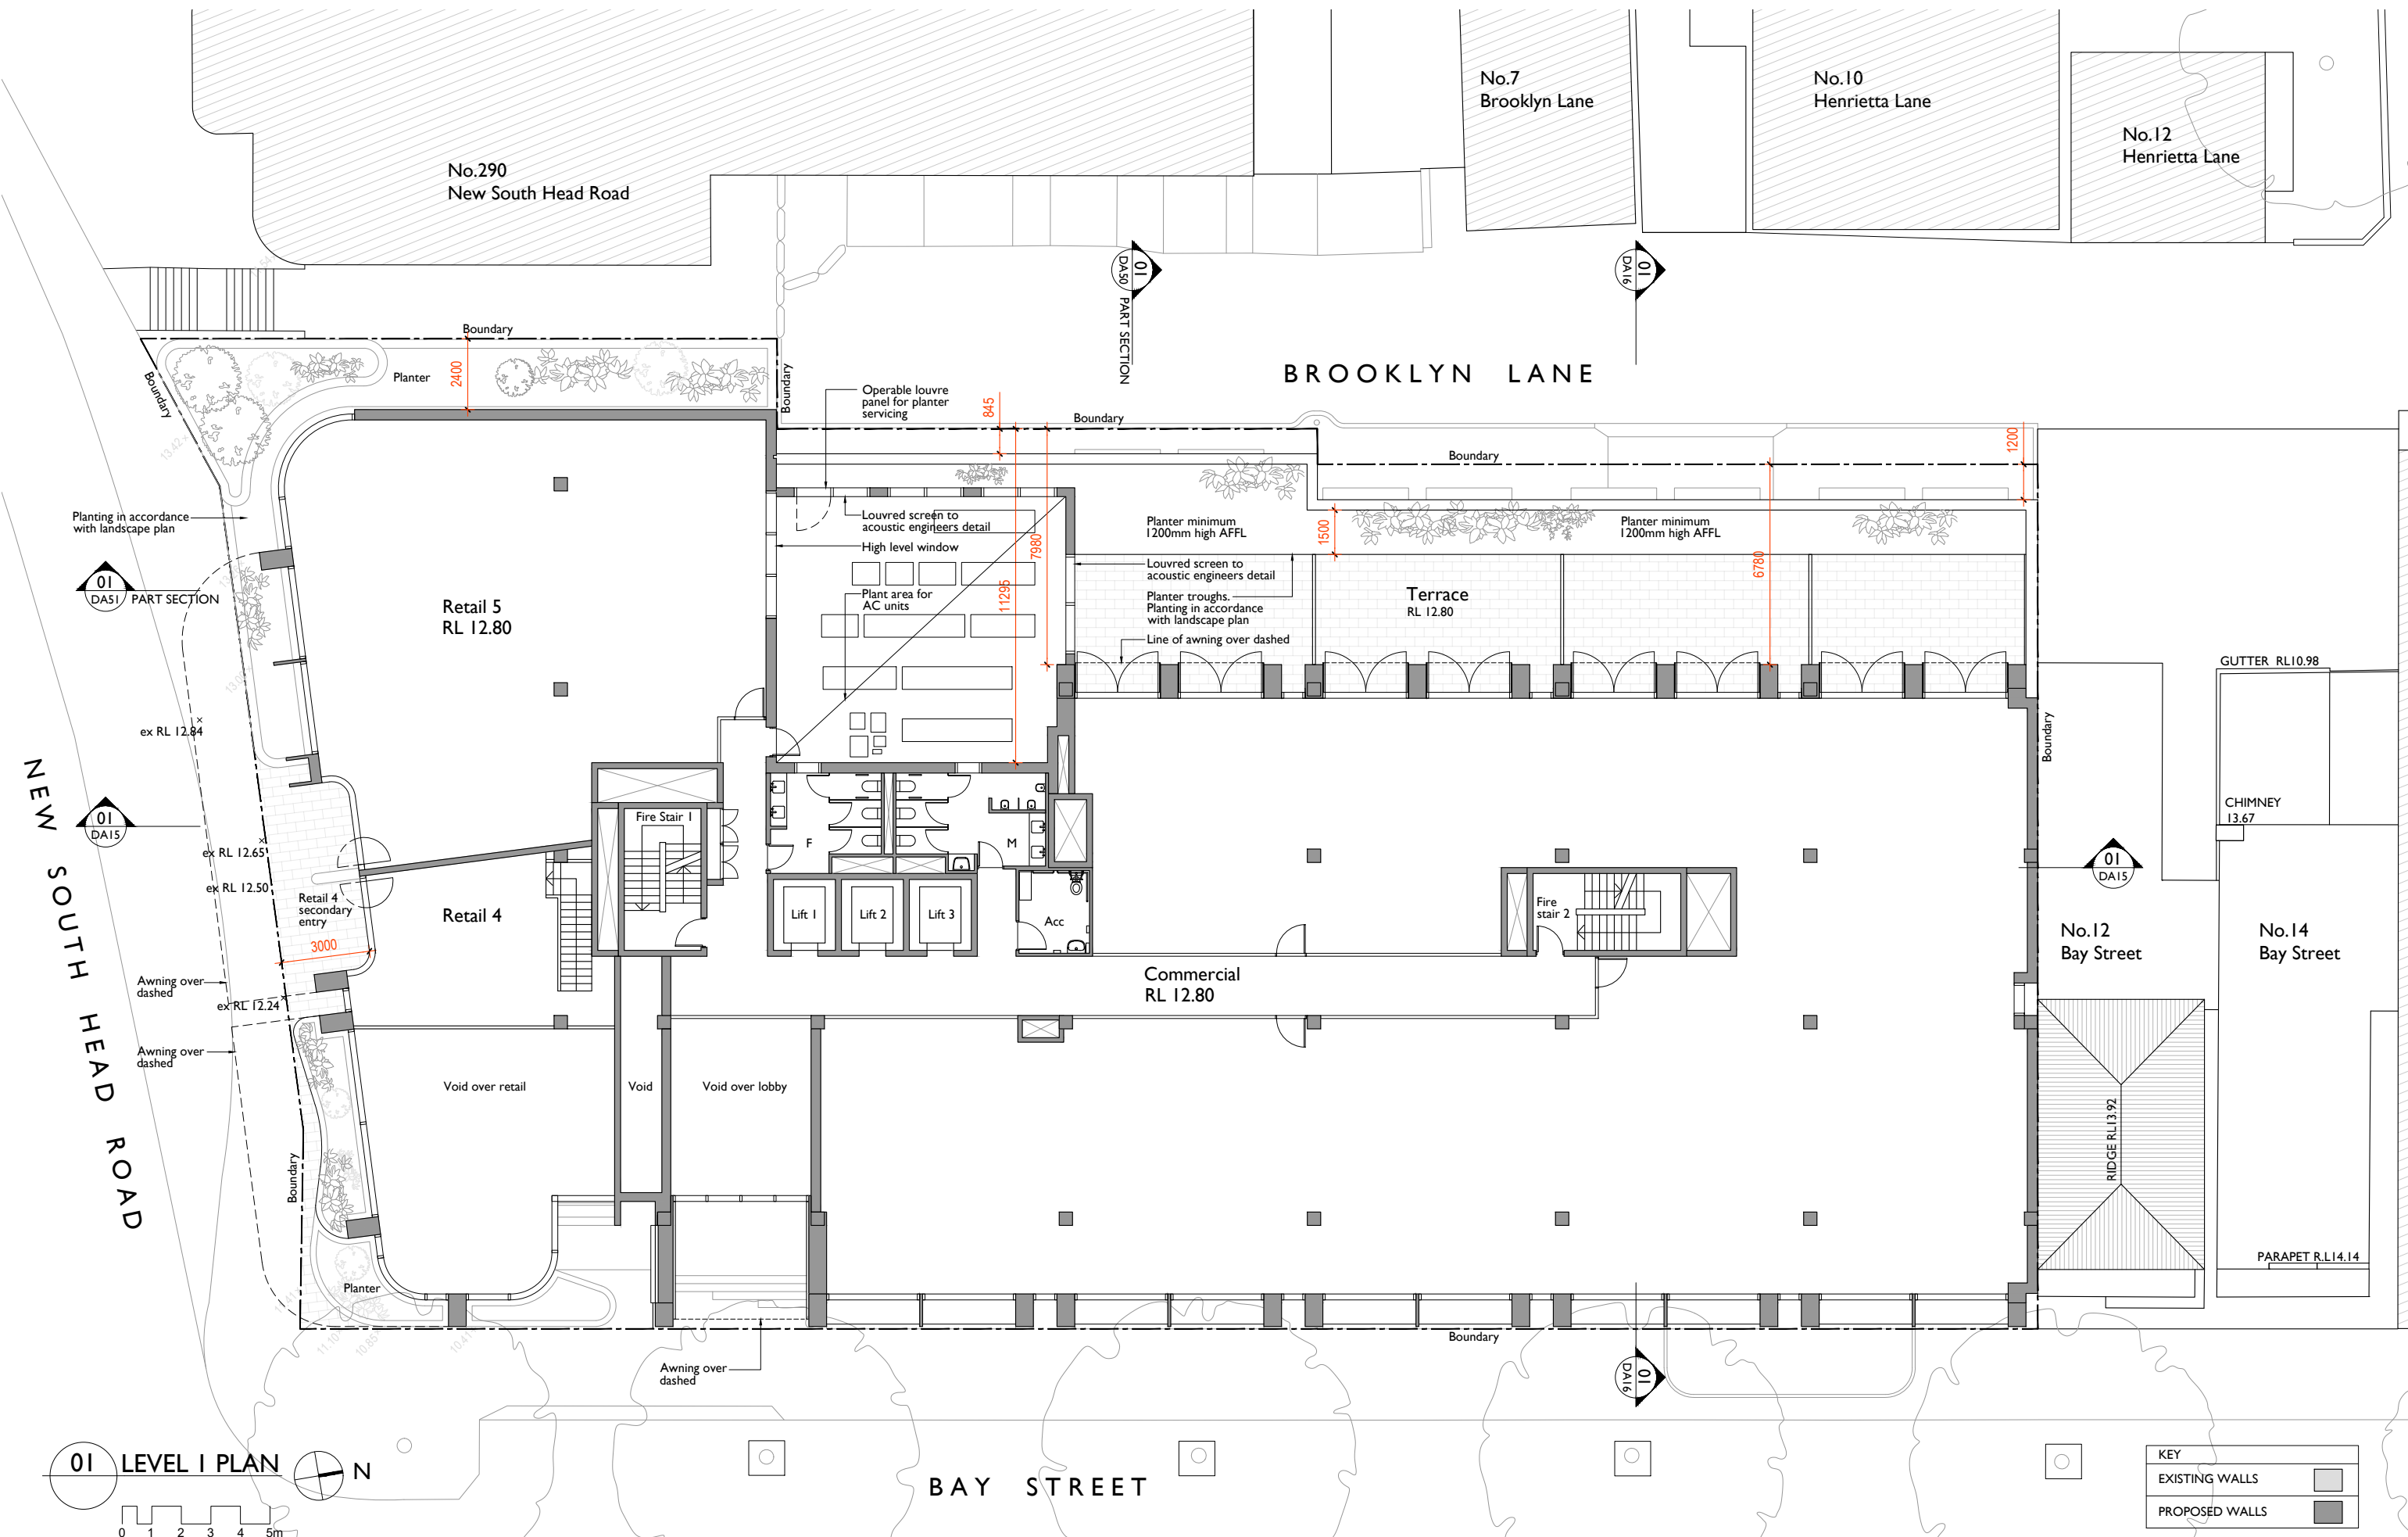 No.7
Brooklyn Lane
No.10
Henrietta Lane
No.12
Henrietta Lane
No.290
New South Head Road
01
DA50
PART SECTION
01
DA16
Boundary
Boundary
2400
Planter
Boundary
BROOKLYN LANE
Operable louvre
panel for planter
servicing
845
Boundary
Boundary
1200
13.42
Planting in accordance
with landscape plan
Louvred screen to
acoustic engineers detail
High level window
7980
Planter minimum
1200mm high AFFL
1500
Planter minimum
1200mm high AFFL
6780
01
DA51
PART SECTION
Retail 5
RL 12.80
Plant area for
AC units
11295
Louvred screen to
acoustic engineers detail
Planter troughs.
Planting in accordance
with landscape plan
Line of awning over dashed
Terrace
RL 12.80
GUTTER RL10.98
ex RL 12.84
Boundary
NEW SOUTH HEAD ROAD
01
DA15
Fire Stair 1
F
M
CHIMNEY
13.67
ex RL 12.65
ex RL 12.50
Retail 4
secondary
entry
Retail 4
Lift 1
Lift 2
Lift 3
Acc
Fire
stair 2
01
DA15
No.12
Bay Street
No.14
Bay Street
3000
Awning over
dashed
ex RL 12.24
Commercial
RL 12.80
Awning over
dashed
Void over retail
Void
Void over lobby
RIDGE RL13.92
Boundary
PARAPET R.L14.14
Planter
11.41
11.10
10.85
10.41
Boundary
Awning over
dashed
01
DA16
01
LEVEL 1 PLAN
N
BAY STREET
0 1 2 3 4 5m
KEY
EXISTING WALLS
PROPOSED WALLS